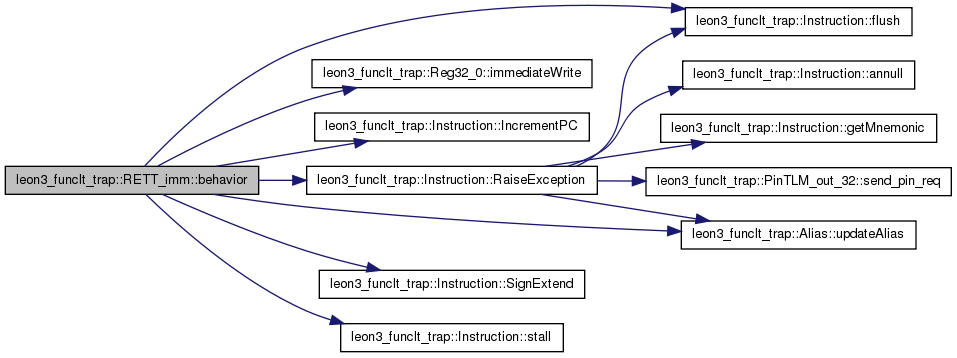 leon3_funclt_trap::Instruction::flush
leon3_funclt_trap::Reg32_0::immediateWrite
leon3_funclt_trap::Instruction::annull
leon3_funclt_trap::Instruction::IncrementPC
leon3_funclt_trap::Instruction::getMnemonic
leon3_funclt_trap::RETT_imm::behavior
leon3_funclt_trap::Instruction::RaiseException
leon3_funclt_trap::PinTLM_out_32::send_pin_req
leon3_funclt_trap::Alias::updateAlias
leon3_funclt_trap::Instruction::SignExtend
leon3_funclt_trap::Instruction::stall